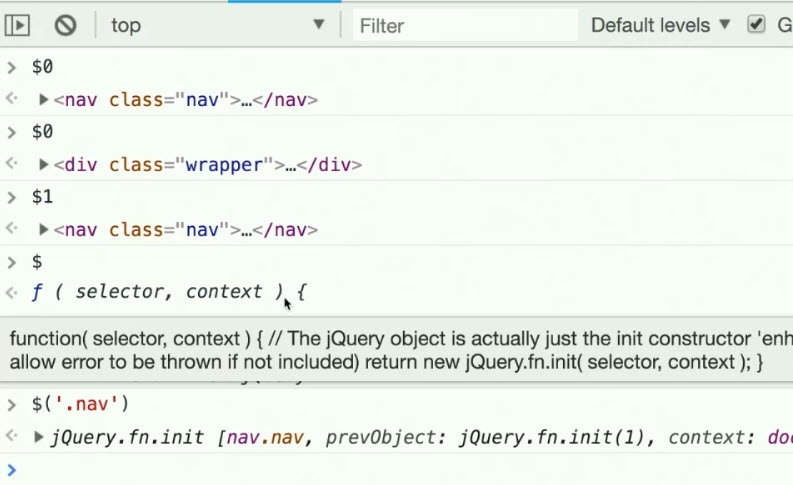 top ▼ Filter Default levels ▼ G
> $0
<nav class="nav">…</nav>
> $0
<div class="wrapper">…</div>
> $1
<nav class="nav">…</nav>
> $
ƒ ( selector, context ) {
function( selector, context ) { // The jQuery object is actually just the init constructor 'enh
allow error to be thrown if not included) return new jQuery.fn.init( selector, context ); }
> $('.nav')
jQuery.fn.init [nav.nav, prevObject: jQuery.fn.init(1), context: doc
>